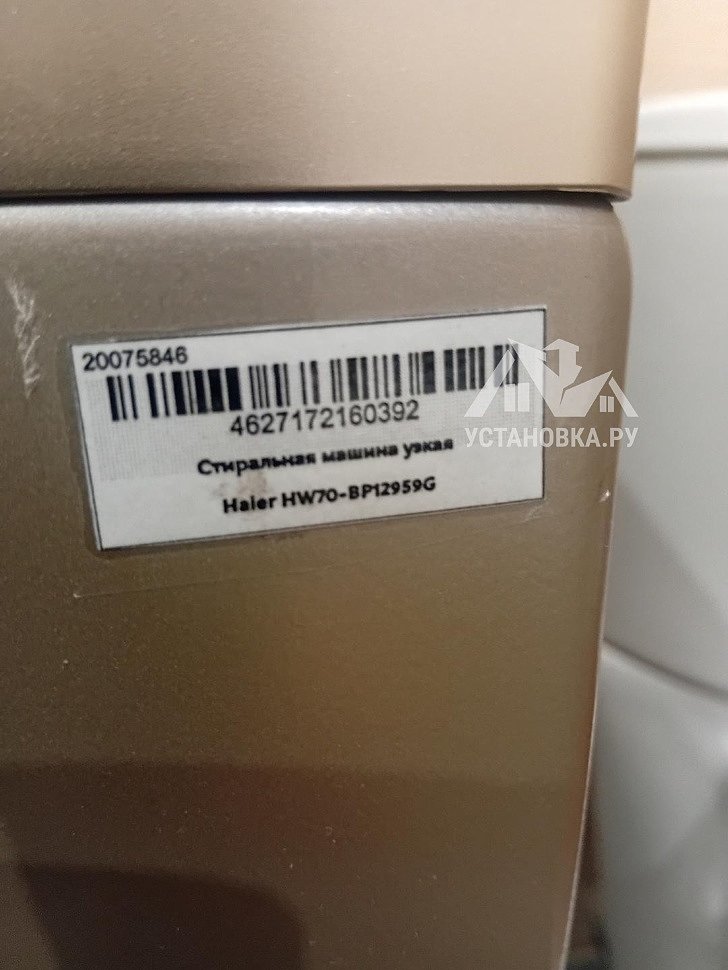 20075846
4627172160392
Стиральная машина узкая
Haier HW70-BP12959G
УСТАНОВКА.РУ